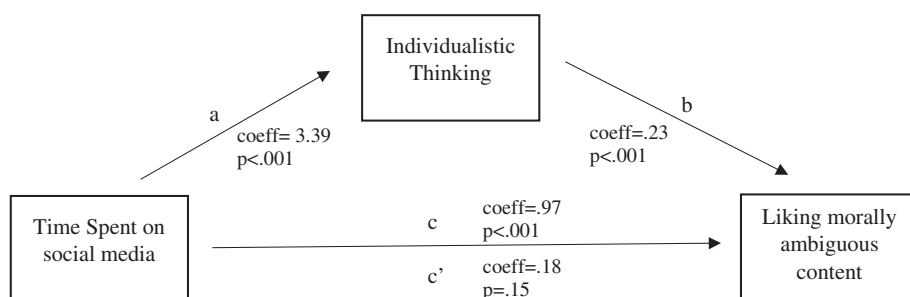 Individualistic
Thinking
a
coeff= 3.39
p<.001
b
coeff=.23
p<.001
Time Spent on
social media
c
coeff=.97
p<.001
c’
coeff=.18
p=.15
Liking morally
ambiguous
content